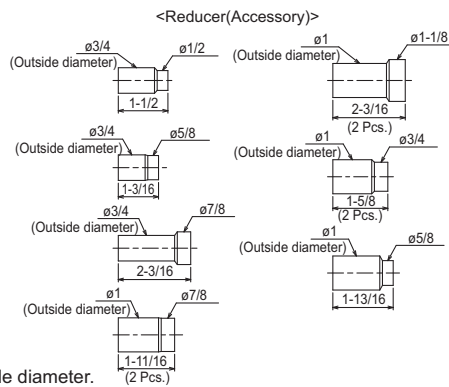 <Reducer(Accessory)>
ø3/4
(Outside diameter)
ø1/2
1-1/2
ø3/4
(Outside diameter)
ø5/8
1-3/16
ø3/4
(Outside diameter)
ø7/8
2-3/16
ø1
(Outside diameter)
ø7/8
1-11/16
(2 Pcs.)
ø1
(Outside diameter)
ø1-1/8
2-3/16
(2 Pcs.)
ø1
(Outside diameter)
ø3/4
1-5/8
(2 Pcs.)
ø1
(Outside diameter)
ø5/8
1-13/16
le diameter.